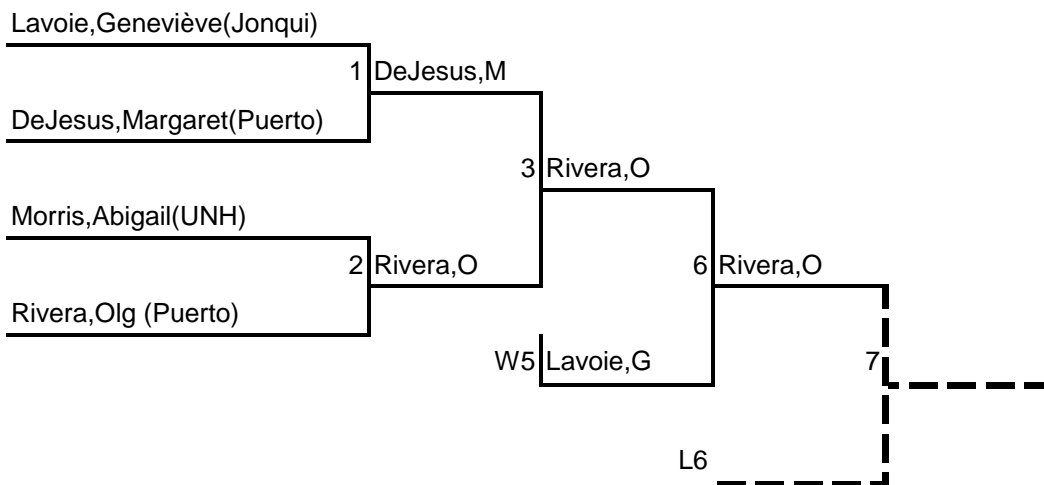 Lavoie,Geneviève(Jonqui)
1 DeJesus,M
DeJesus,Margaret(Puerto)
3 Rivera,O
Morris,Abigail(UNH)
2 Rivera,O
6 Rivera,O
Rivera,Olg (Puerto)
W5 Lavoie,G
7
L6